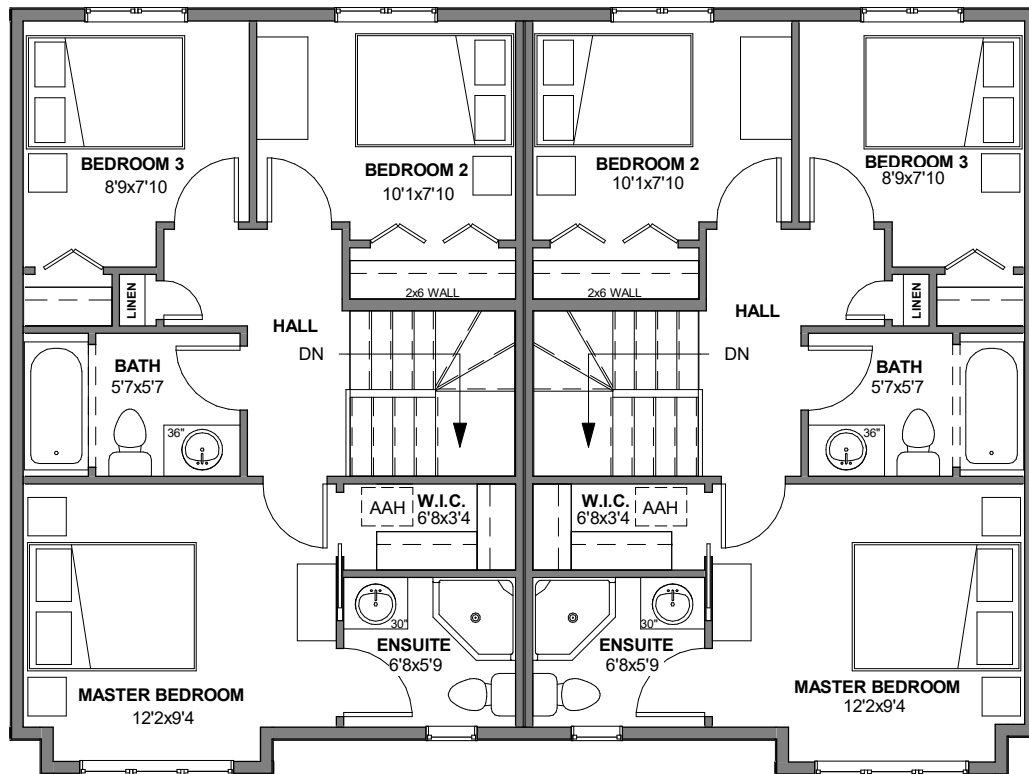 BEDROOM 3
8'9x7'10
BEDROOM 2
10'1x7'10
BEDROOM 2
10'1x7'10
BEDROOM 3
8'9x7'10
2x6 WALL
2x6 WALL
LINEN
LINEN
HALL
HALL
DN
DN
BATH
5'7x5'7
BATH
5'7x5'7
36"
36"
AAH
W.I.C.
6'8x3'4
W.I.C.
6'8x3'4
AAH
30"
30"
ENSUITE
6'8x5'9
ENSUITE
6'8x5'9
MASTER BEDROOM
12'2x9'4
MASTER BEDROOM
12'2x9'4